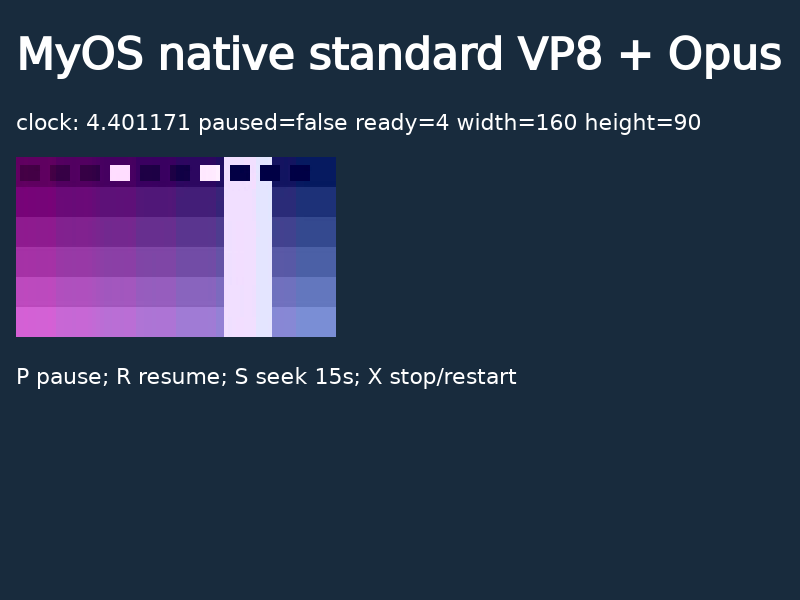 MyOS native standard VP8 + Opus
clock: 4.401171 paused=false ready=4 width=160 height=90
P pause; R resume; S seek 15s; X stop/restart